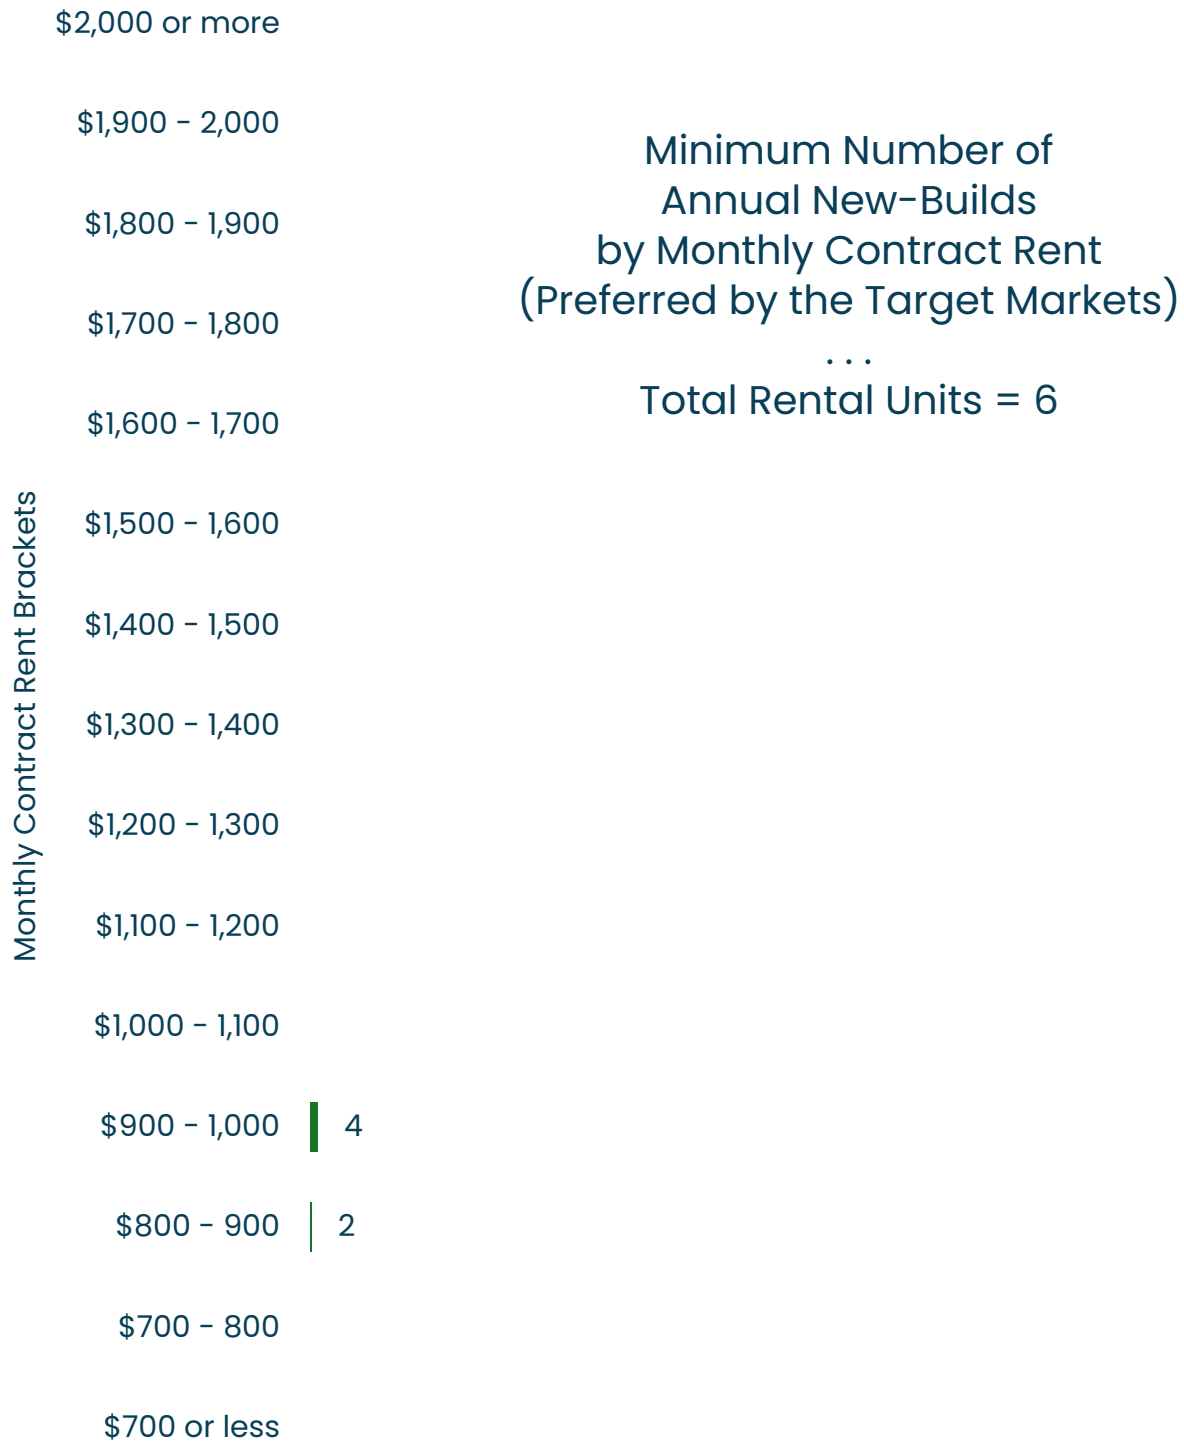 $2,000 or more
$1,900 - 2,000
Minimum Number of
Annual New-Builds
by Monthly Contract Rent
(Preferred by the Target Markets)
. . .
Total Rental Units = 6
$1,800 - 1,900
$1,700 - 1,800
$1,600 - 1,700
Monthly Contract Rent Brackets
$1,500 - 1,600
$1,400 - 1,500
$1,300 - 1,400
$1,200 - 1,300
$1,100 - 1,200
$1,000 - 1,100
$900 - 1,000 4
$800 - 900 2
$700 - 800
$700 or less